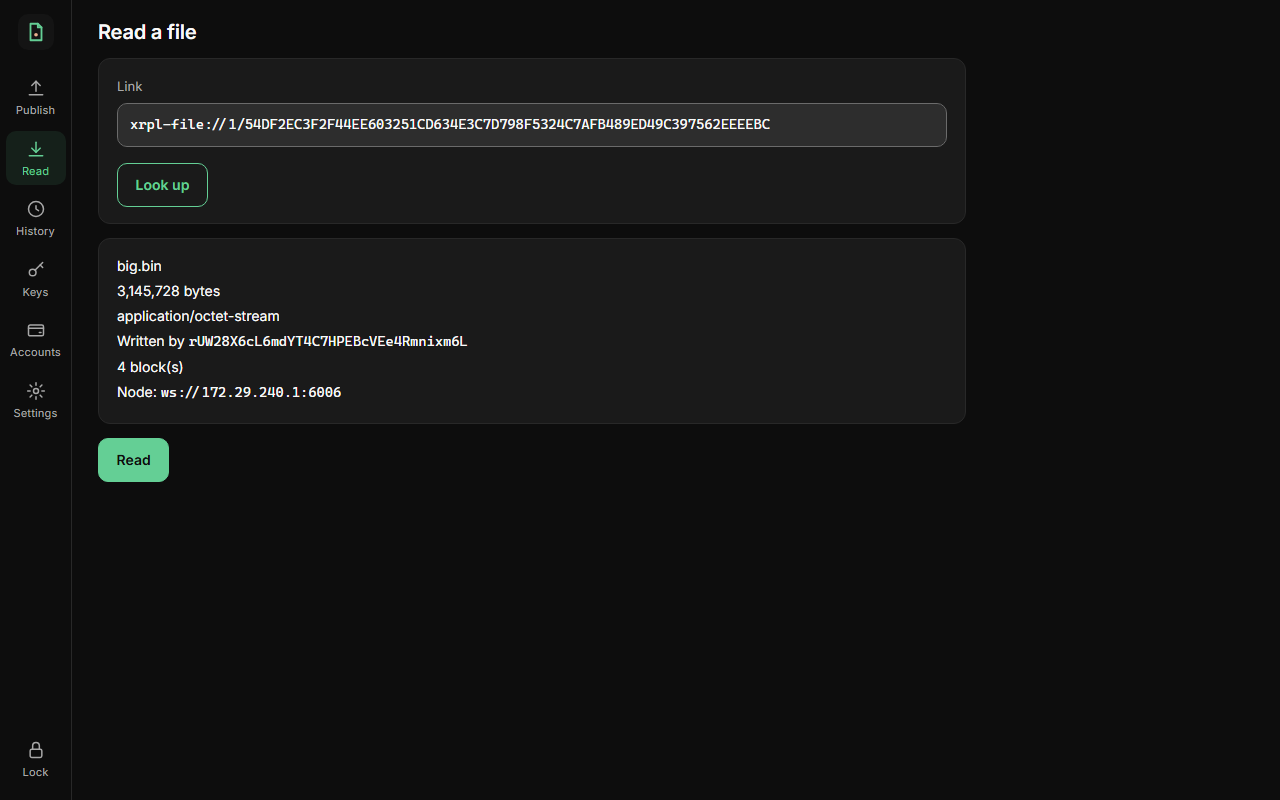 Read a file
Publish
Read
History
Keys
Accounts
Settings
Lock
Link
xrpl-file://1/54DF2EC3F2F44EE603251CD634E3C7D798F5324C7AFB489ED49C397562EEEEBC
Look up
big.bin
3,145,728 bytes
application/octet-stream
Written by rUW28X6cL6mdYT4C7HPEBcVEe4Rmnixm6L
4 block(s)
Node: ws://172.29.240.1:6006
Read